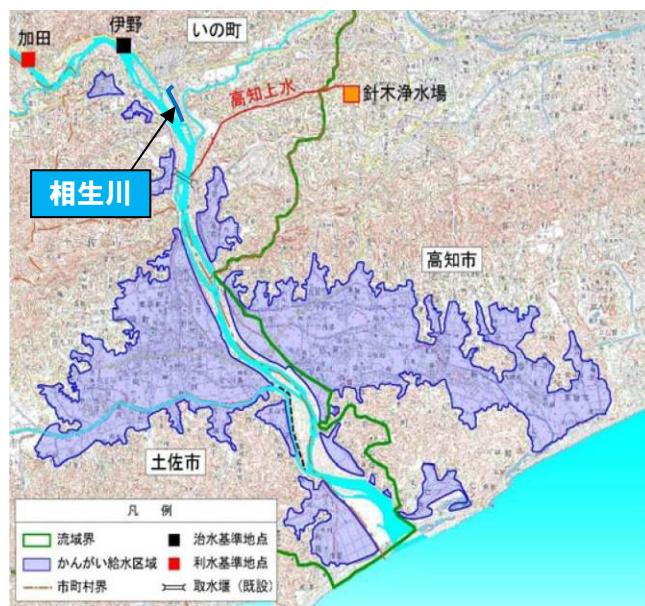 加田
伊野
いの町
高知上水
針木浄水場
相生川
高知市
土佐市
凡 例
流域界
治水基準地点
かんがい給水区域
利水基準地点
市町村界
取水堰（既設）